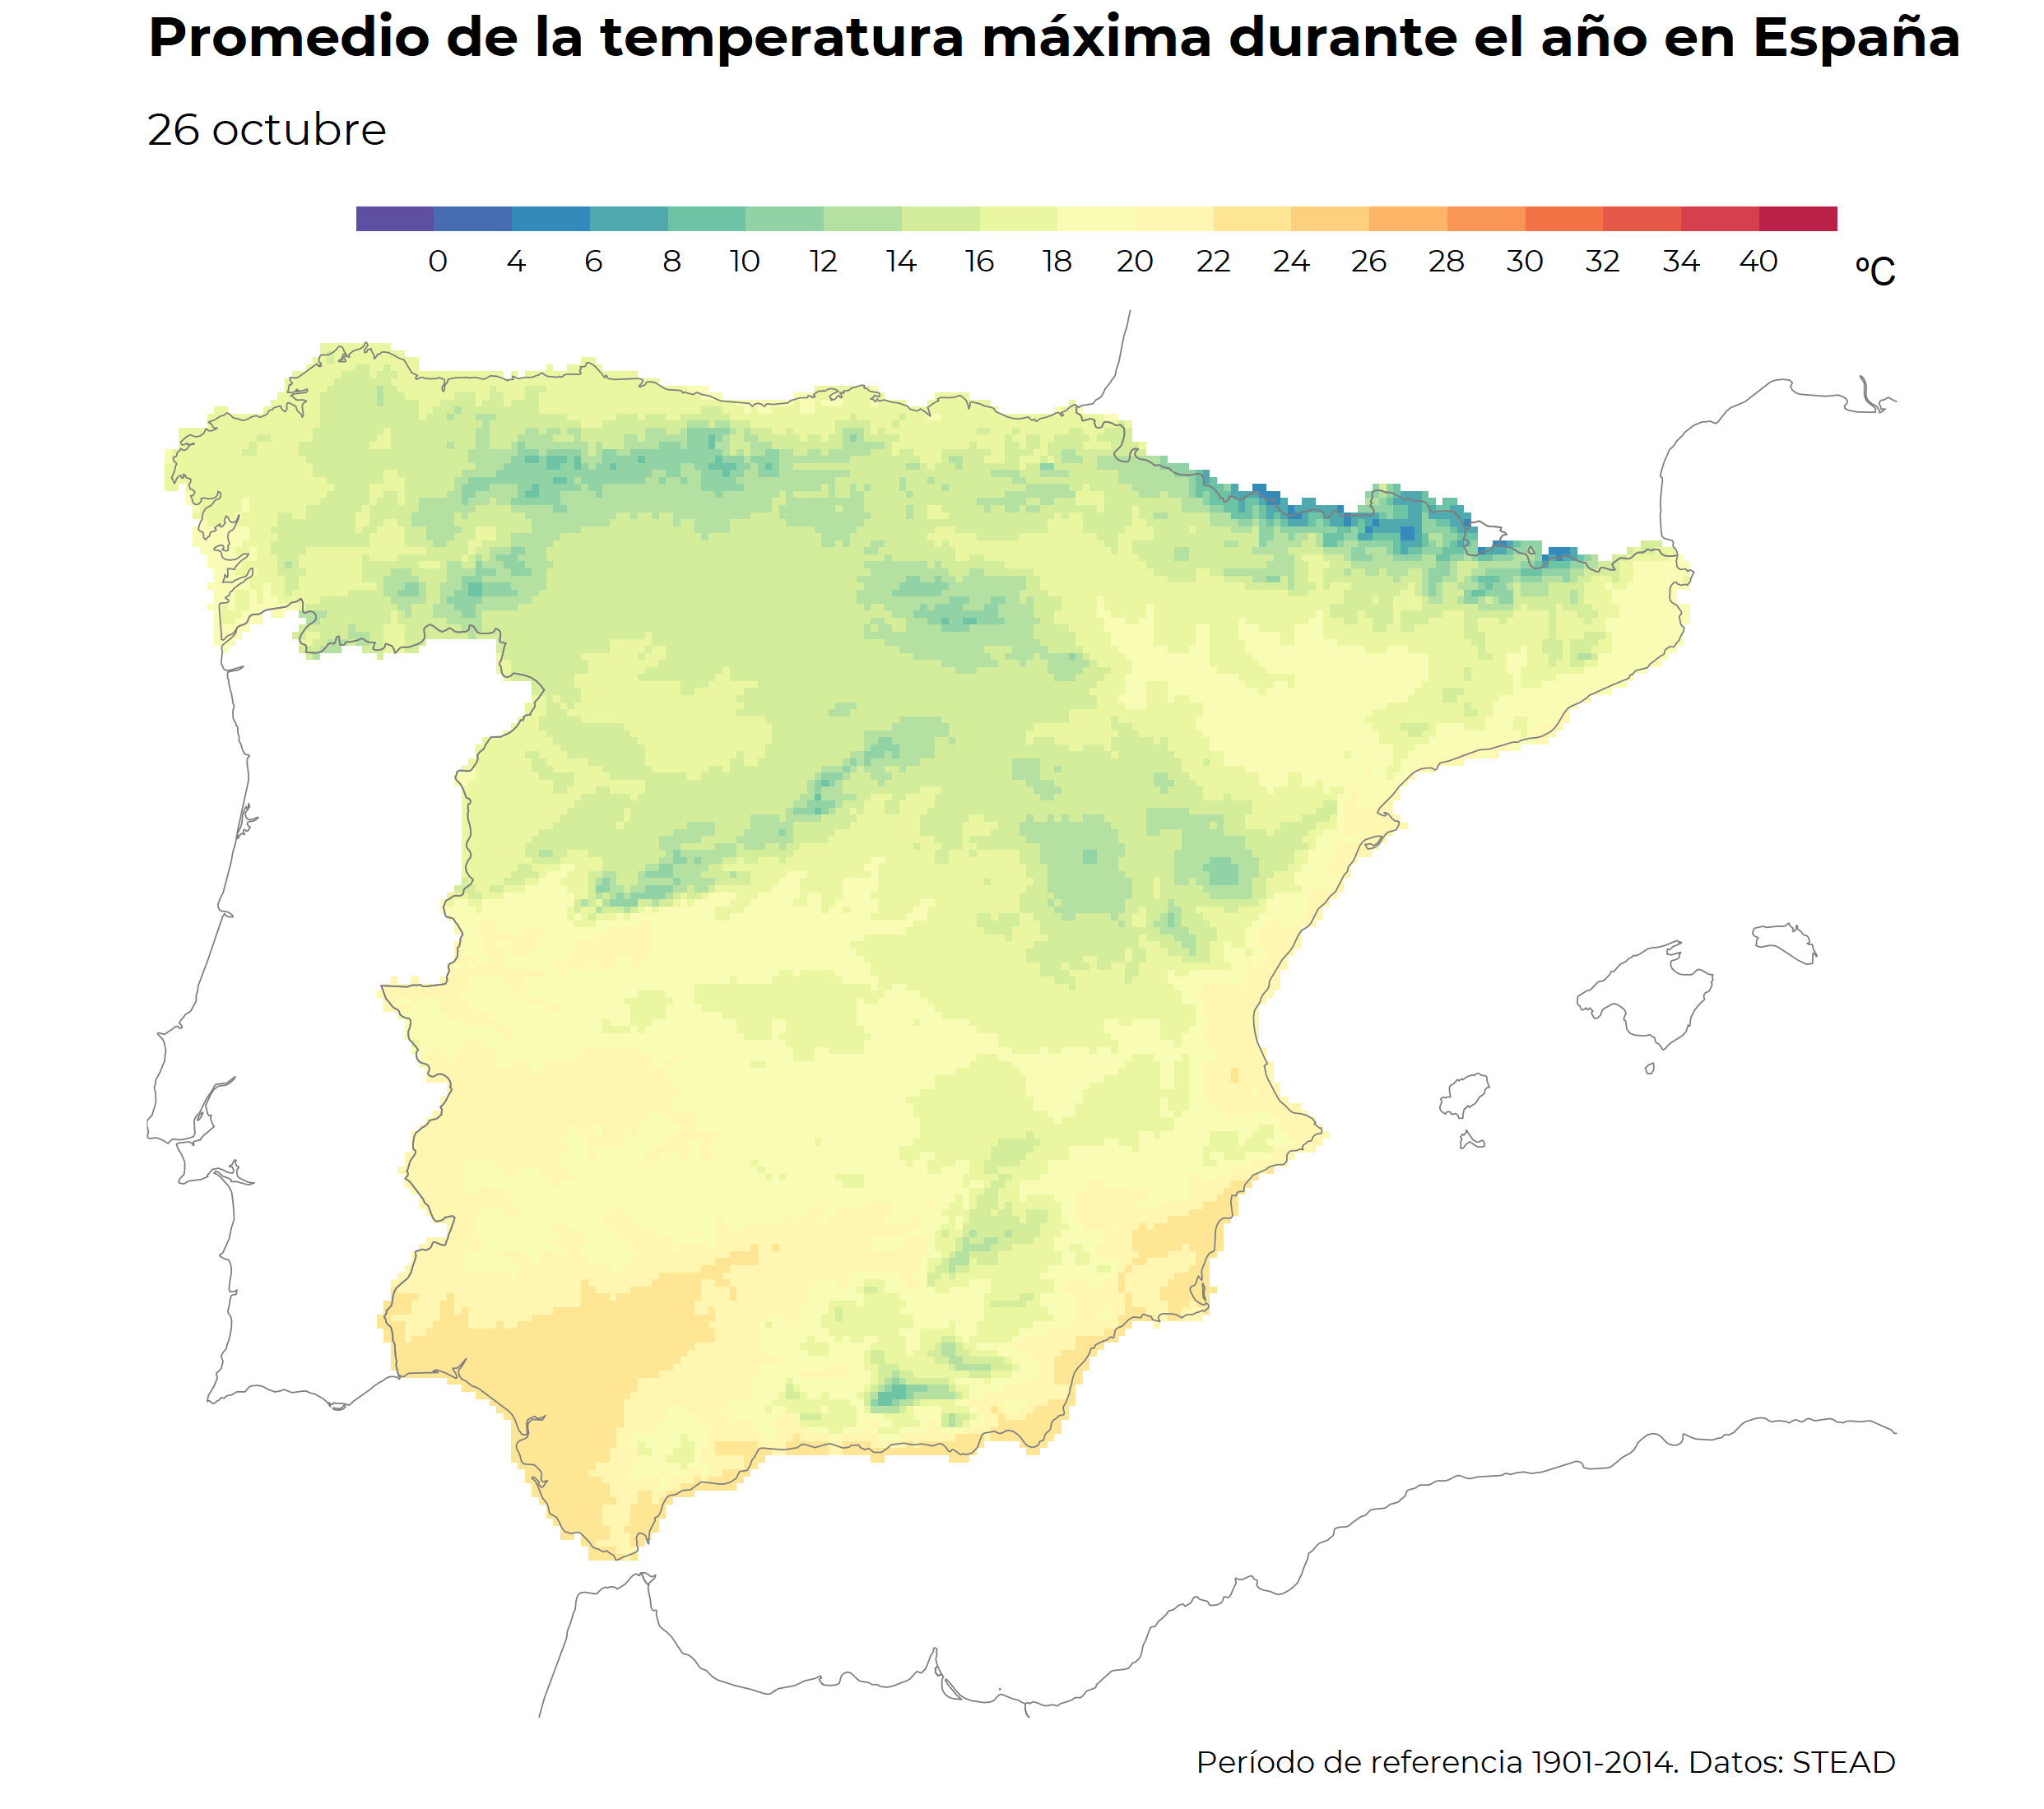 Promedio de la temperatura máxima durante el año en España
26 octubre
0 4 6 8 10 12 14 16 18 20 22 24 26 28 30 32 34 40 ºC
Período de referencia 1901-2014. Datos: STEAD